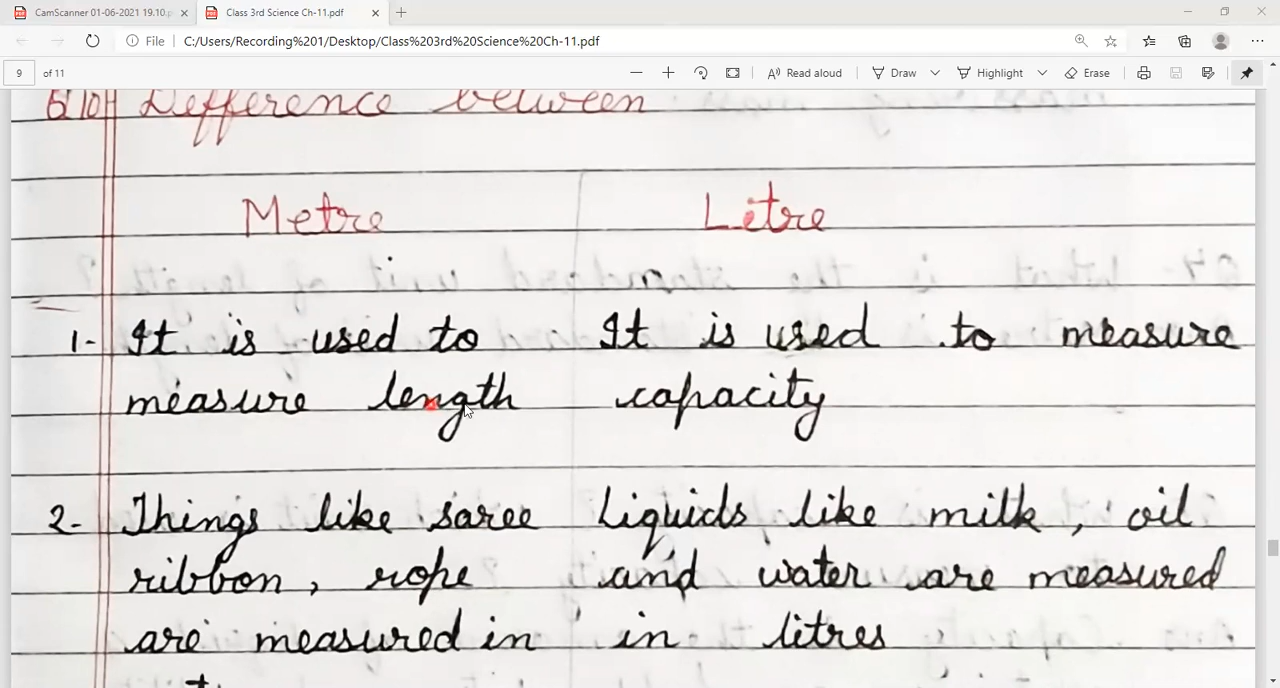 CamScanner 01-06-2021 19.10.p
Class 3rd Science Ch-11.pdf
File C:/Users/Recording%201/Desktop/Class%203rd%20Science%20Ch-11.pdf
9 of 11 Read aloud Draw Highlight Erase
Difference between
Metre Litre
1- It is used to It is used to measure
measure length capacity
2- Things like saree Liquids like milk, oil
ribbon, rope and water are measured
are measured in in litres